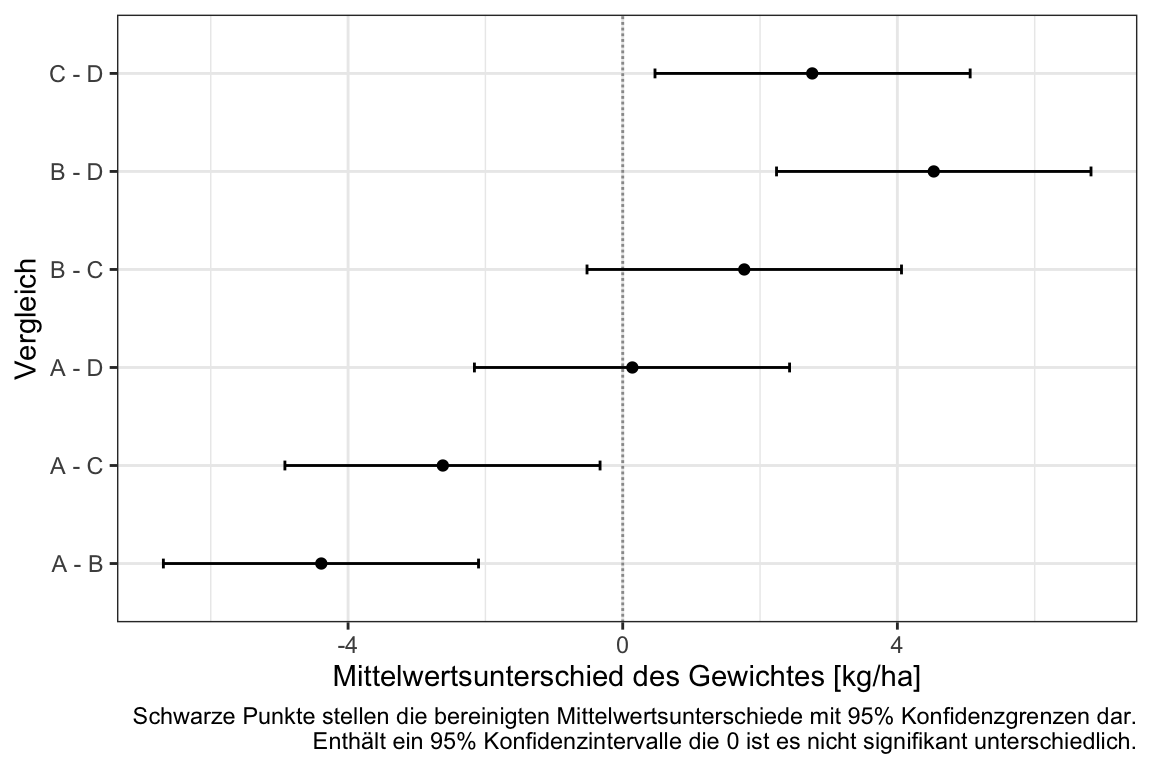 C - D
B - D
B - C
A - D
A - C
A - B
Vergleich
-4 0 4
Mittelwertsunterschied des Gewichtes [kg/ha]
Schwarze Punkte stellen die bereinigten Mittelwertsunterschiede mit 95% Konfidenzgrenzen dar.
Enthält ein 95% Konfidenzintervalle die 0 ist es nicht signifikant unterschiedlich.